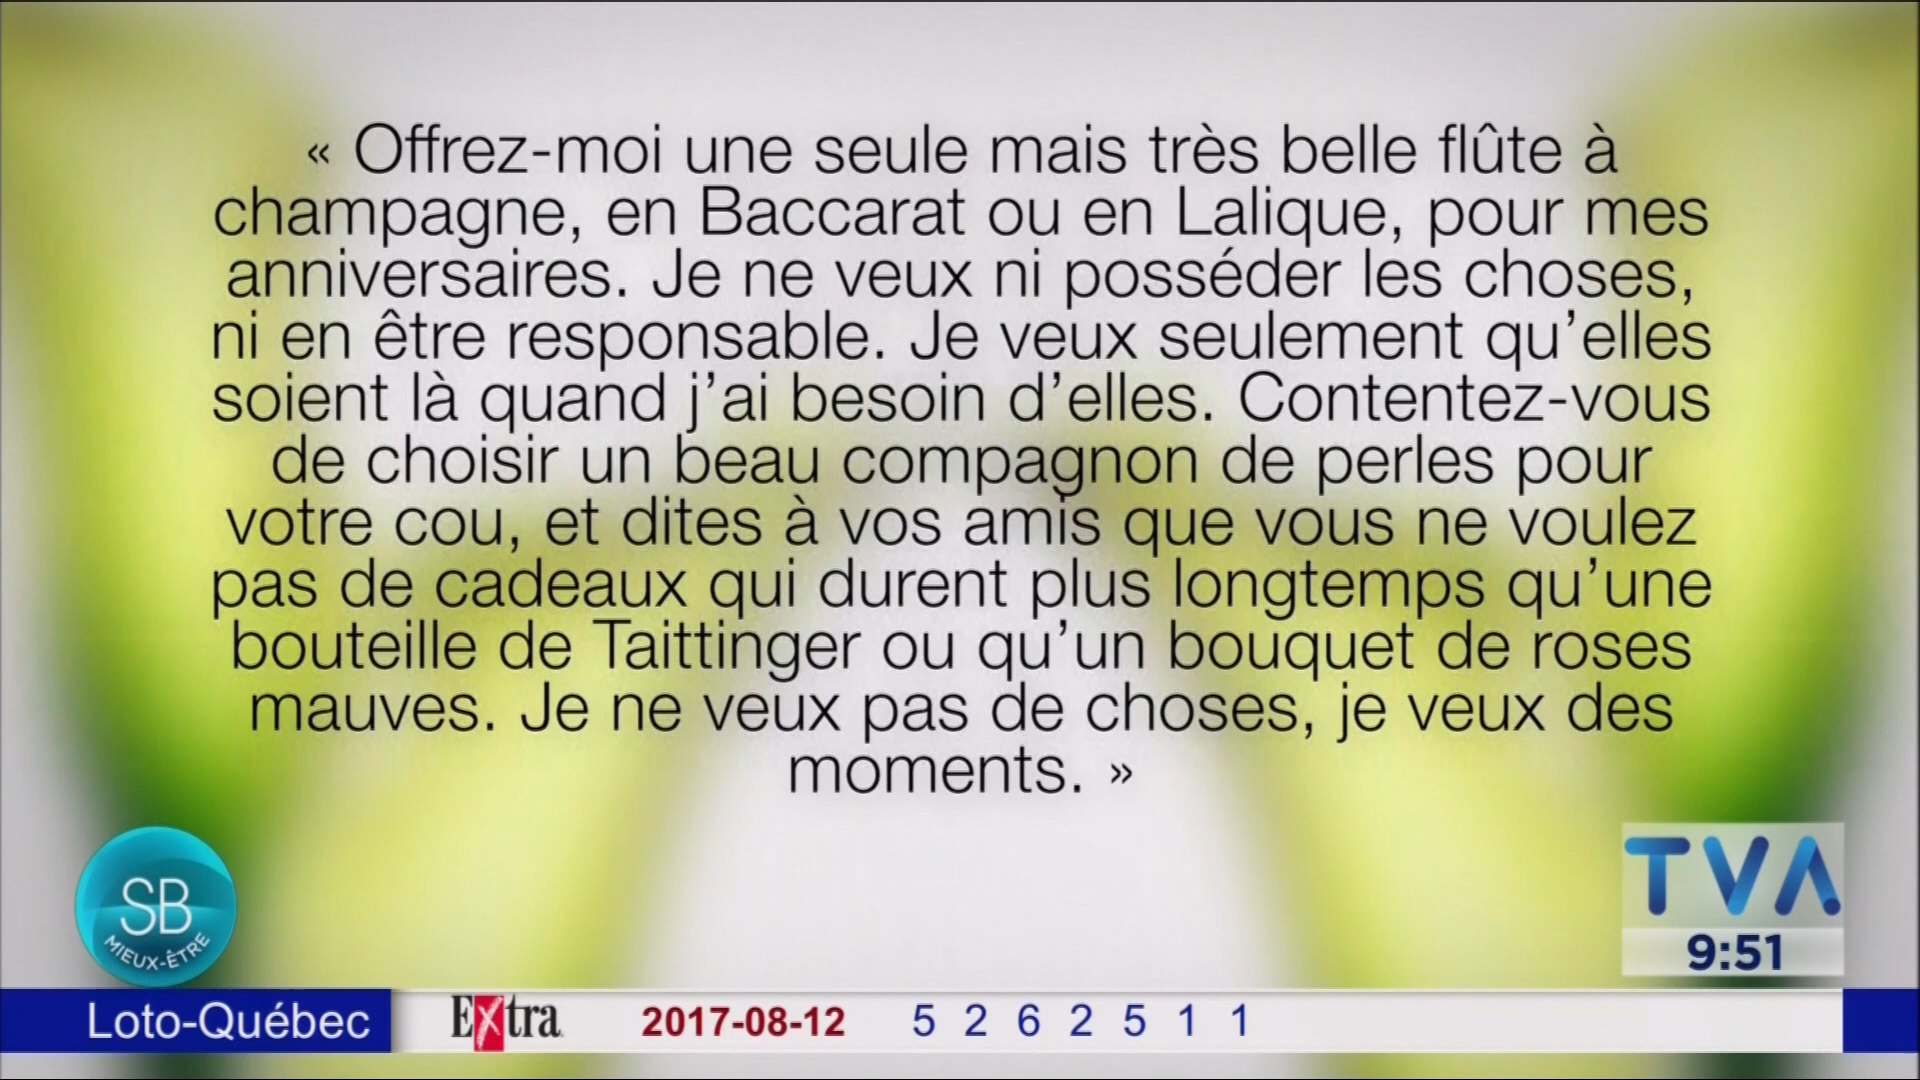 « Offrez-moi une seule mais très belle flûte à
champagne, en Baccarat ou en Lalique, pour mes
anniversaires. Je ne veux ni posséder les choses,
ni en être responsable. Je veux seulement qu’elles
soient là quand j’ai besoin d’elles. Contentez-vous
de choisir un beau compagnon de perles pour
votre cou, et dites à vos amis que vous ne voulez
pas de cadeaux qui durent plus longtemps qu’une
bouteille de Taittinger ou qu’un bouquet de roses
mauves. Je ne veux pas de choses, je veux des
moments. »
SB
MIEUX-ÊTRE
TVA
9:51
Loto-Québec Extra 2017-08-12 5 2 6 2 5 1 1